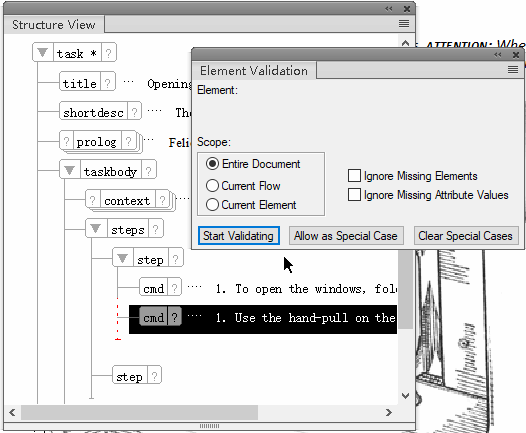 Structure View
task * ?
ATTENTION: Whe
title ? ···· Opening
Element Validation
Element:
shortdesc ? ···· The
? prolog ? ···· Feli
Scope:
taskbody ?
Entire Document
Ignore Missing Elements
Current Flow
Ignore Missing Attribute Values
? context ?
Current Element
steps ?
Start Validating
Allow as Special Case
Clear Special Cases
step ?
cmd ? ···· 1. To open the windows, fol
cmd ? ···· 1. Use the hand-pull on the
step ?